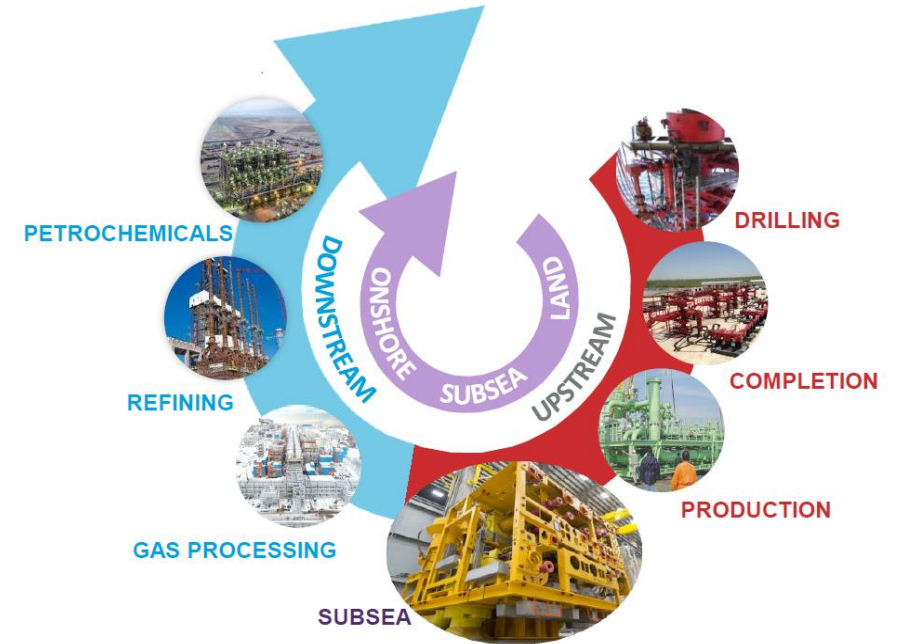 DRILLING
COMPLETION
PRODUCTION
SUBSEA
GAS PROCESSING
REFINING
PETROCHEMICALS
UPSTREAM
DOWNSTREAM
LAND
SUBSEA
ONSHORE